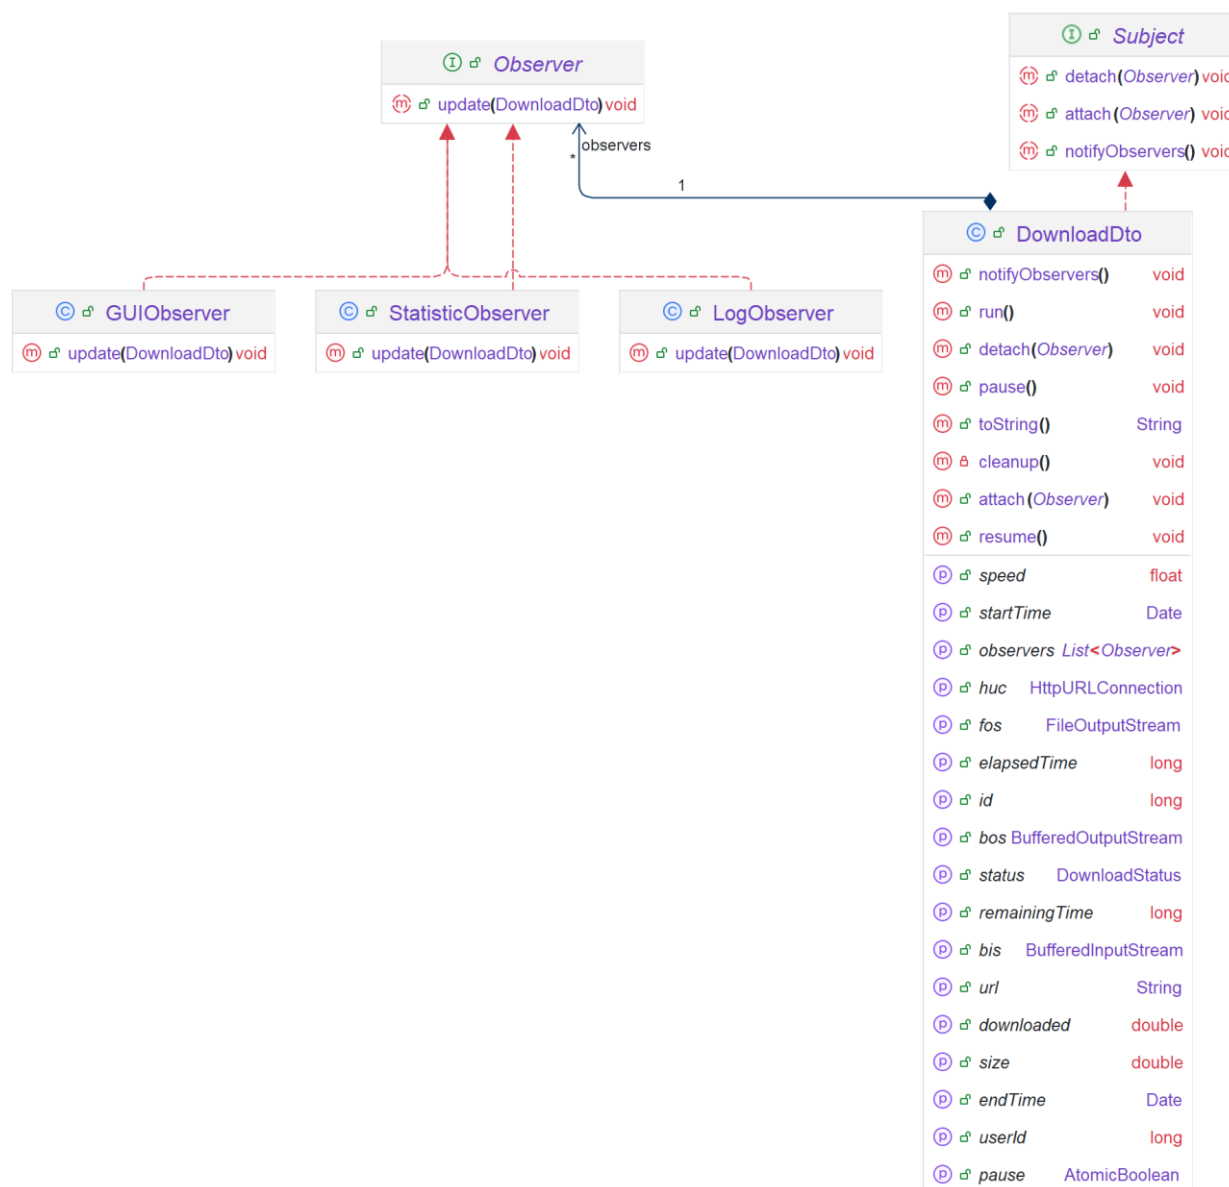 Observer
update(DownloadDto) void
Subject
detach(Observer) void
attach(Observer) void
notifyObservers() void
observers
*
1
DownloadDto
notifyObservers() void
run() void
detach(Observer) void
pause() void
toString() String
cleanup() void
attach(Observer) void
resume() void
speed float
startTime Date
observers List<Observer>
huc HttpURLConnection
fos FileOutputStream
elapsedTime long
id long
bos BufferedOutputStream
status DownloadStatus
remainingTime long
bis BufferedInputStream
url String
downloaded double
size double
endTime Date
userId long
pause AtomicBoolean
GUIObserver
update(DownloadDto) void
StatisticObserver
update(DownloadDto) void
LogObserver
update(DownloadDto) void